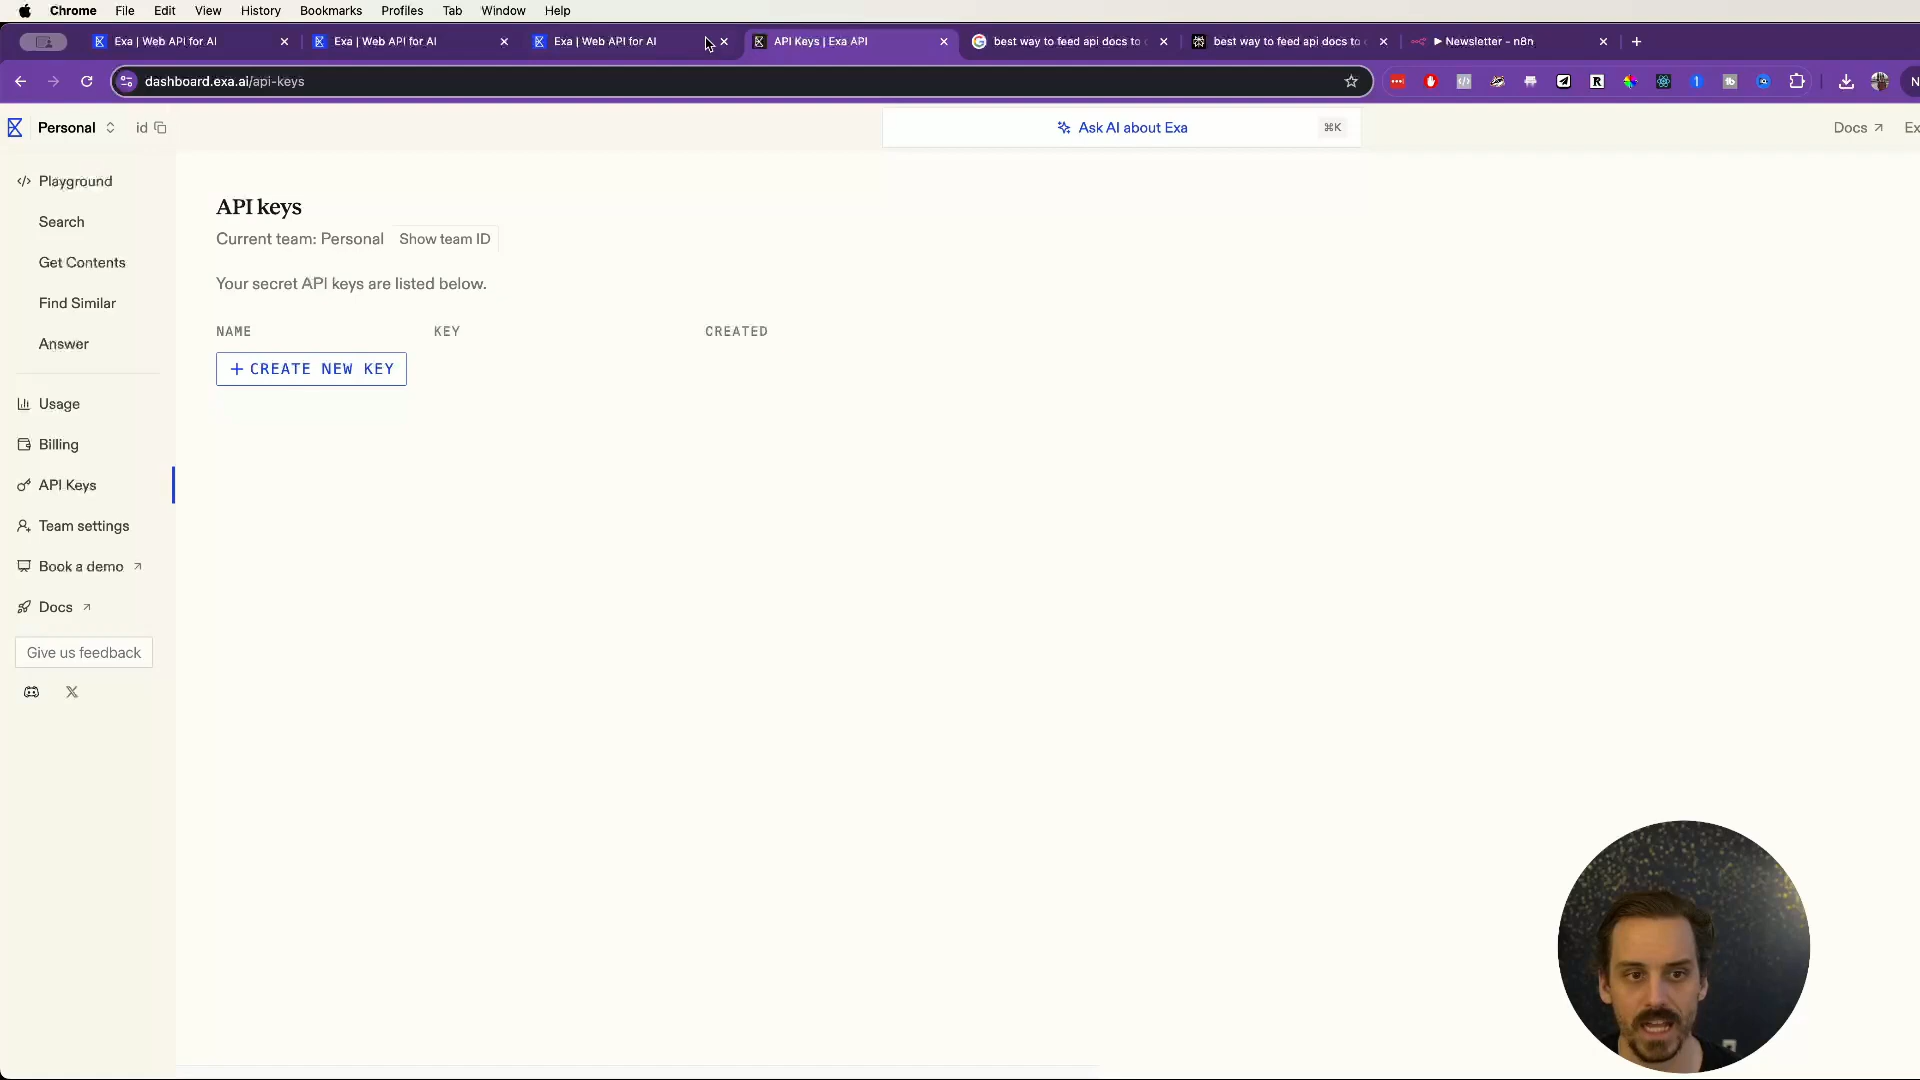 Chrome File Edit View History Bookmarks Profiles Tab Window Help
Exa | Web API for AI Exa | Web API for AI Exa | Web API for AI API Keys | Exa API best way to feed api docs to best way to feed api docs to Newsletter - n8n
dashboard.exa.ai/api-keys
Personal id Ask AI about Exa ⌘K Docs Ex
Playground
Search
Get Contents
Find Similar
Answer
Usage
Billing
API Keys
Team settings
Book a demo
Docs
Give us feedback
API keys
Current team: Personal Show team ID
Your secret API keys are listed below.
NAME KEY CREATED
+ CREATE NEW KEY